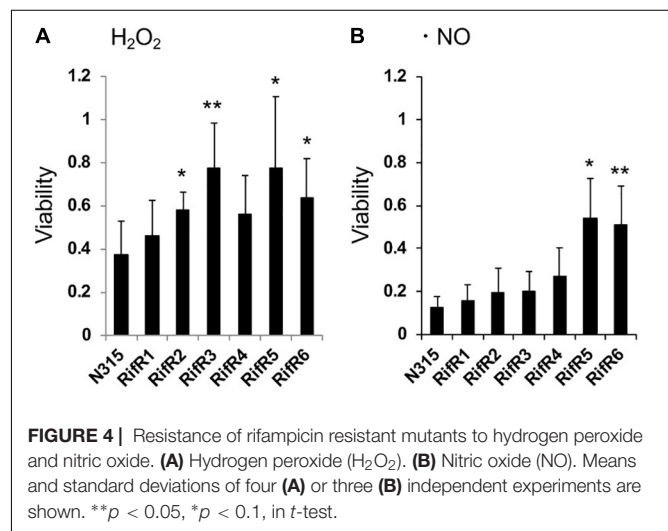 A
H₂O₂
1.2
1
0.8
0.6
0.4
0.2
0
Viability
*
**
*
*
N315
RifR1
RifR2
RifR3
RifR4
RifR5
RifR6
B
· NO
1.2
1
0.8
0.6
0.4
0.2
0
Viability
*
**
N315
RifR1
RifR2
RifR3
RifR4
RifR5
RifR6
FIGURE 4 | Resistance of rifampicin resistant mutants to hydrogen peroxide
and nitric oxide. (A) Hydrogen peroxide (H₂O₂). (B) Nitric oxide (NO). Means
and standard deviations of four (A) or three (B) independent experiments are
shown. **p < 0.05, *p < 0.1, in t-test.